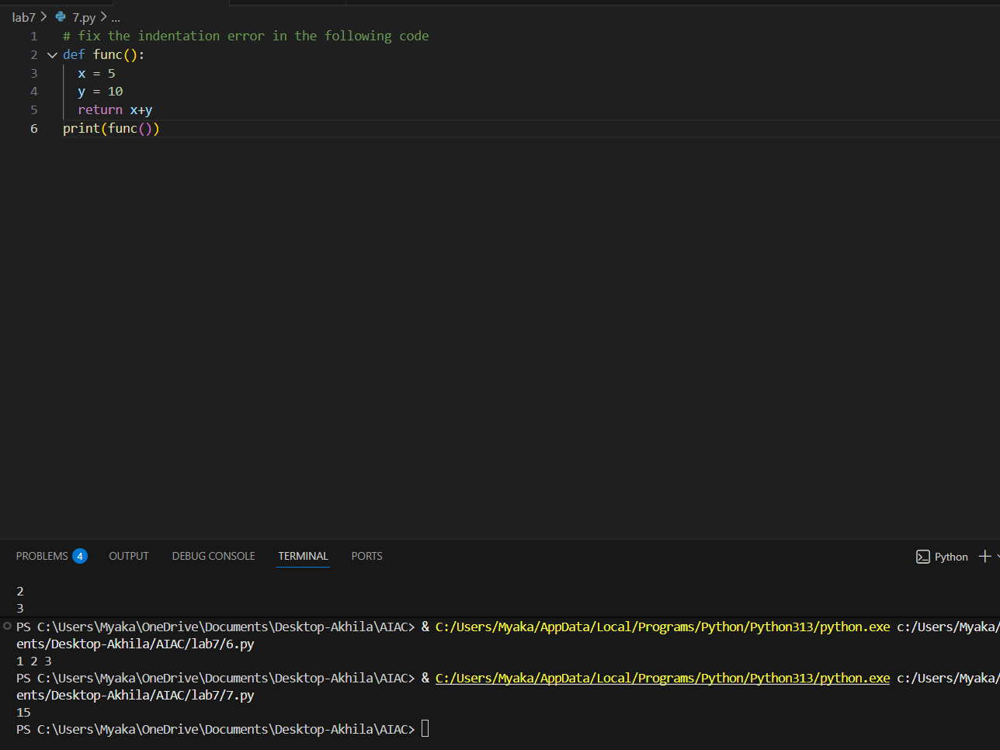 lab7 > 7.py > ...
1 # fix the indentation error in the following code
2 def func():
3   x = 5
4   y = 10
5   return x+y
6 print(func())
PROBLEMS 4 OUTPUT DEBUG CONSOLE TERMINAL PORTS Python
2
3
PS C:\Users\Myaka\OneDrive\Documents\Desktop-Akhila\AIAC> & C:/Users/Myaka/AppData/Local/Programs/Python/Python313/python.exe c:/Users/Myaka/
ents/Desktop-Akhila/AIAC/lab7/6.py
1 2 3
PS C:\Users\Myaka\OneDrive\Documents\Desktop-Akhila\AIAC> & C:/Users/Myaka/AppData/Local/Programs/Python/Python313/python.exe c:/Users/Myaka/
ents/Desktop-Akhila/AIAC/lab7/7.py
15
PS C:\Users\Myaka\OneDrive\Documents\Desktop-Akhila\AIAC>